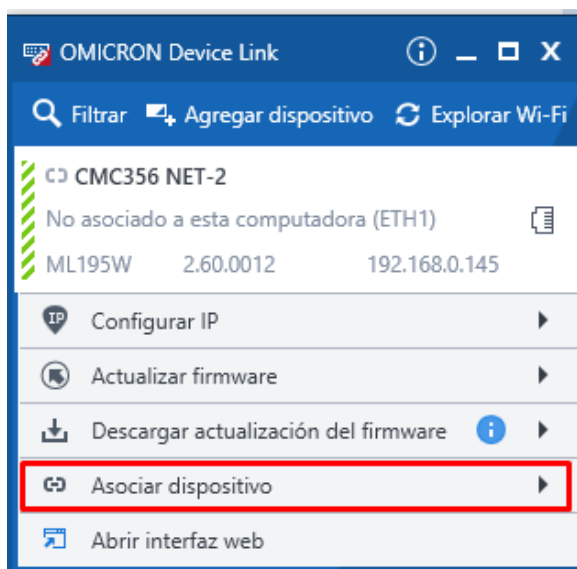 OMICRON Device Link
Filtrar Agregar dispositivo Explorar Wi-Fi
CMC356 NET-2
No asociado a esta computadora (ETH1)
ML195W 2.60.0012 192.168.0.145
IP Configurar IP
Actualizar firmware
Descargar actualización del firmware
Asociar dispositivo
Abrir interfaz web